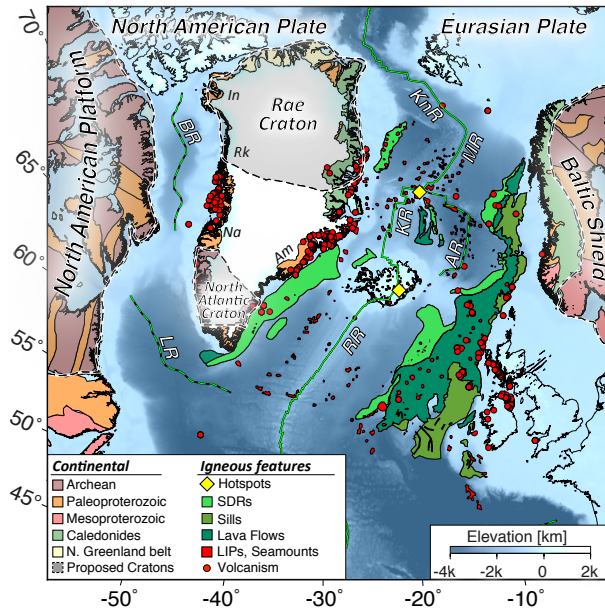 North American Plate
Eurasian Plate
70°
65°
60°
55°
50°
45°
North American Platform
BR
In
Rae
Craton
Rk
KnR
MR
Baltic Shield
Na
Am
KR
AR
North
Atlantic
Craton
LR
RR
Continental
Archean
Paleoproterozoic
Mesoproterozoic
Caledonides
N. Greenland belt
Proposed Cratons
Igneous features
Hotspots
SDRs
Sills
Lava Flows
LIPs, Seamounts
Volcanism
Elevation [km]
-4k -2k 0 2k
-50° -40° -30° -20° -10°